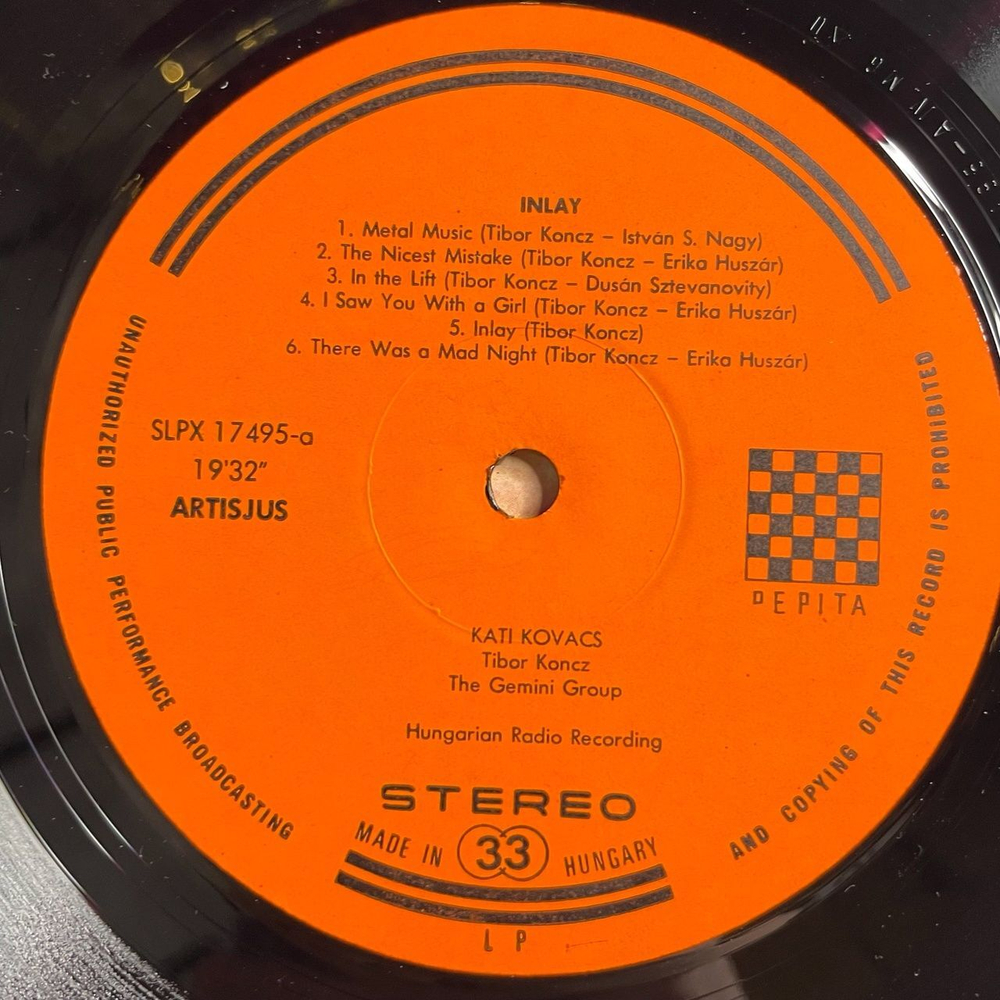 INLAY
1. Metal Music (Tibor Koncz – István S. Nagy)
2. The Nicest Mistake (Tibor Koncz – Erika Huszár)
3. In the Lift (Tibor Koncz – Dusán Sztevanovity)
4. I Saw You With a Girl (Tibor Koncz – Erika Huszár)
5. Inlay (Tibor Koncz)
6. There Was a Mad Night (Tibor Koncz – Erika Huszár)
SLPX 17495-a
19'32"
ARTISJUS
PEPITA
KATI KOVACS
Tibor Koncz
The Gemini Group
Hungarian Radio Recording
STEREO
MADE IN 33 HUNGARY
LP
UNAUTHORIZED PUBLIC PERFORMANCE BROADCASTING
AND COPYING OF THIS RECORD IS PROHIBITED